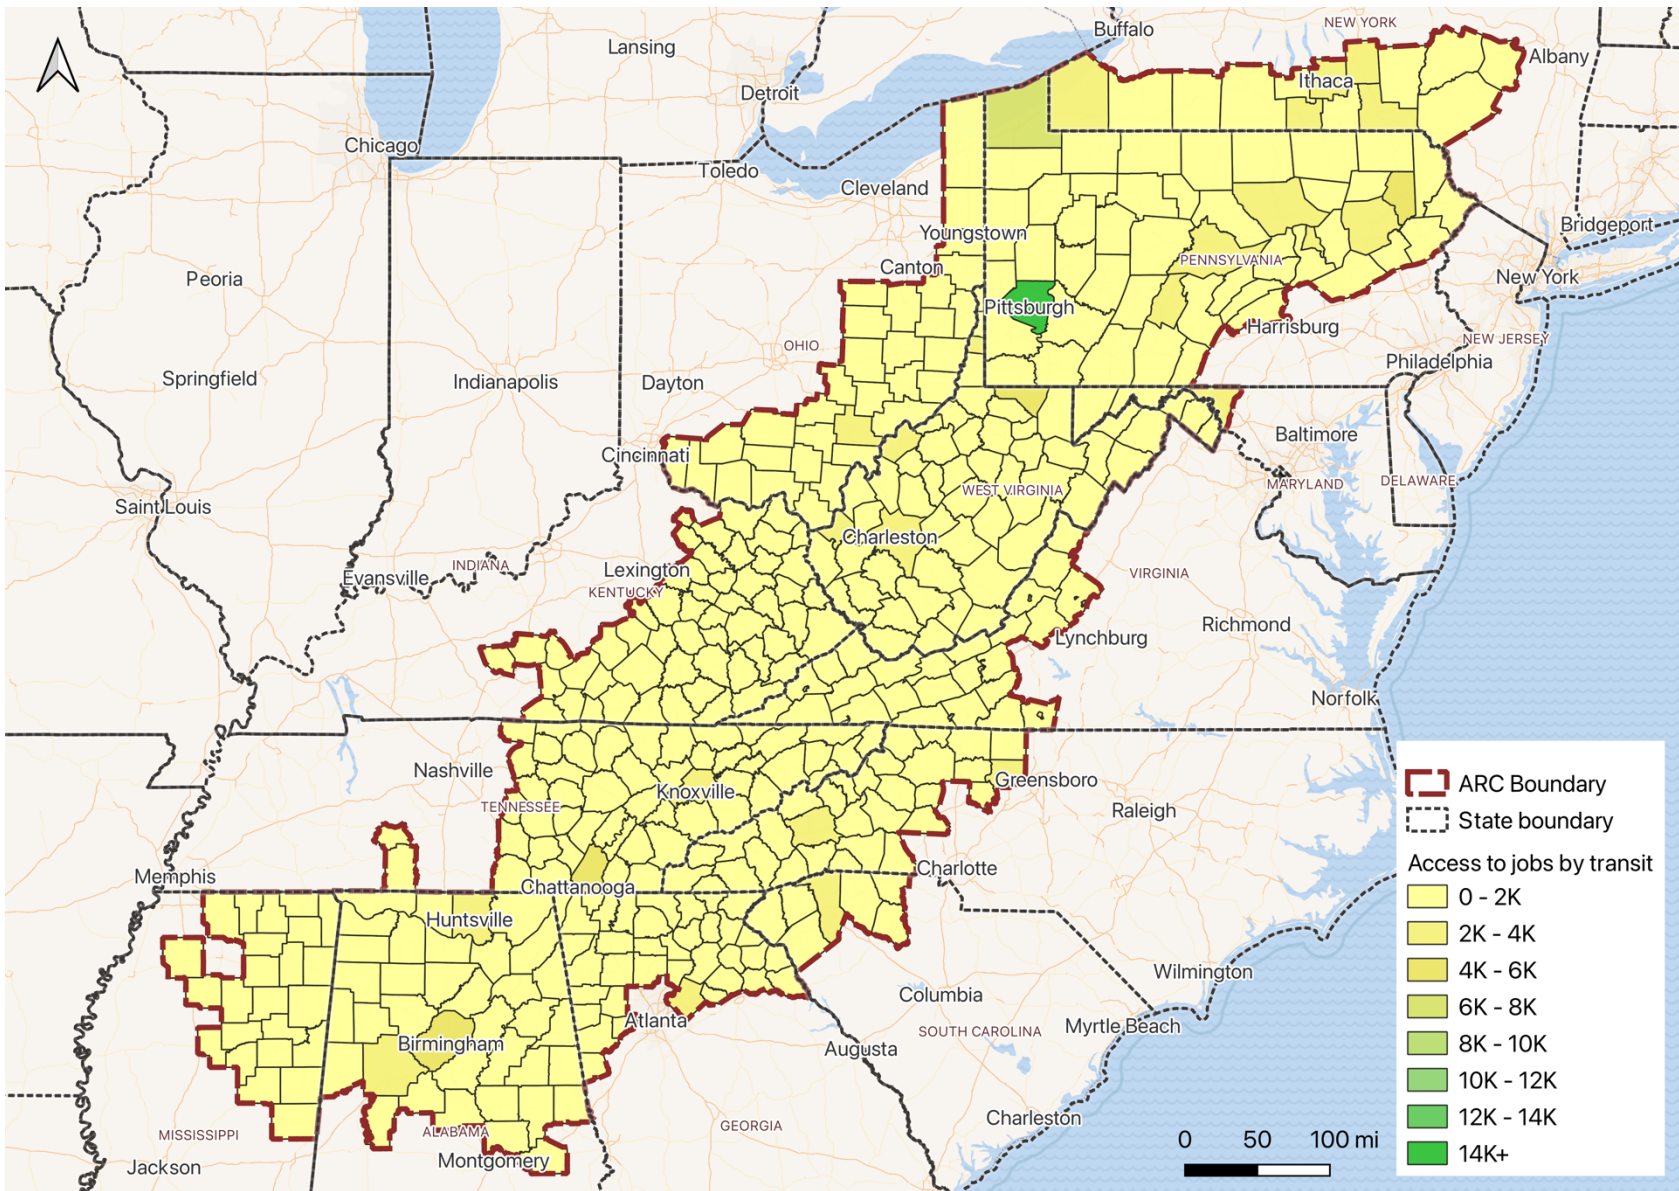 Buffalo
NEW YORK
Lansing
Albany
Detroit
Ithaca
Chicago
Toledo
Cleveland
Bridgeport
Youngstown
PENNSYLVANIA
Canton
Peoria
New York
Pittsburgh
Harrisburg
NEW JERSEY
OHIO
Philadelphia
Springfield
Indianapolis
Dayton
Baltimore
Cincinnati
MARYLAND
DELAWARE
WEST VIRGINIA
Saint Louis
Charleston
INDIANA
Lexington
VIRGINIA
Evansville
KENTUCKY
Richmond
Lynchburg
Norfolk
Nashville
Greensboro
Knoxville
TENNESSEE
Raleigh
Charlotte
Memphis
Chattanooga
Huntsville
Wilmington
Columbia
Atlanta
SOUTH CAROLINA
Myrtle Beach
Birmingham
Augusta
Charleston
GEORGIA
MISSISSIPPI
ALABAMA
Montgomery
Jackson
ARC Boundary
State boundary
Access to jobs by transit
0 - 2K
2K - 4K
4K - 6K
6K - 8K
8K - 10K
10K - 12K
12K - 14K
14K+
0 50 100 mi